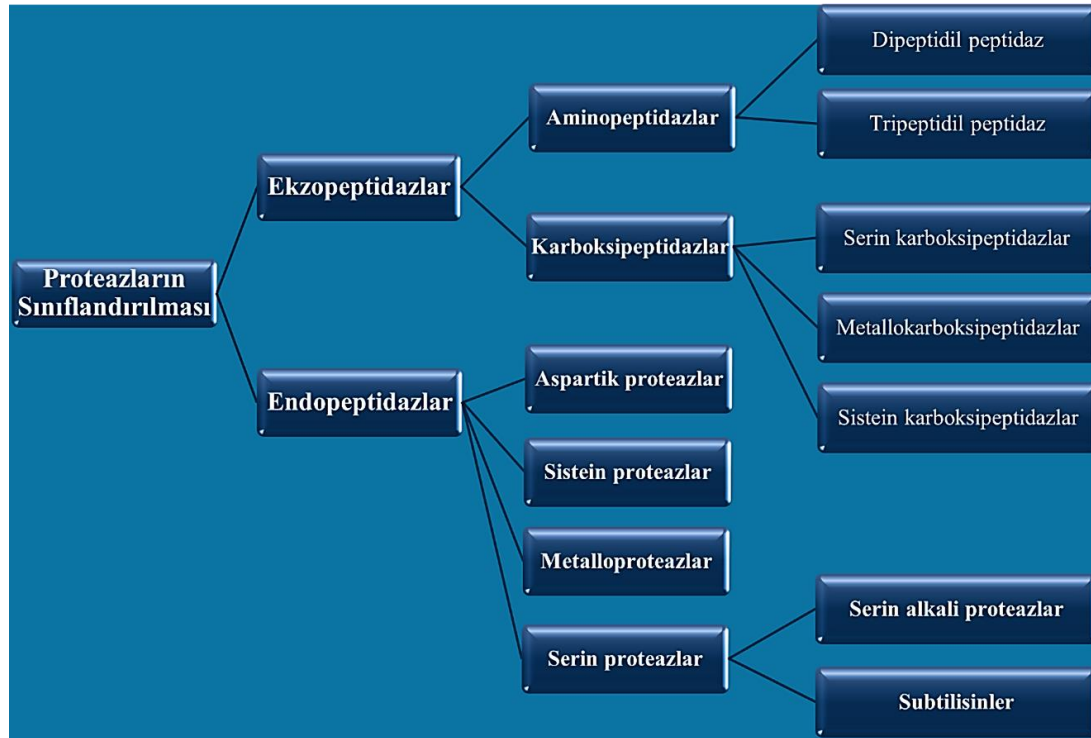 Proteazların
Sınıflandırılması
Ekzopeptidazlar
Endopeptidazlar
Aminopeptidazlar
Karboksipeptidazlar
Aspartik proteazlar
Sistein proteazlar
Metalloproteazlar
Serin proteazlar
Dipeptidil peptidaz
Tripeptidil peptidaz
Serin karboksipeptidazlar
Metallokarboksipeptidazlar
Sistein karboksipeptidazlar
Serin alkali proteazlar
Subtilisinler